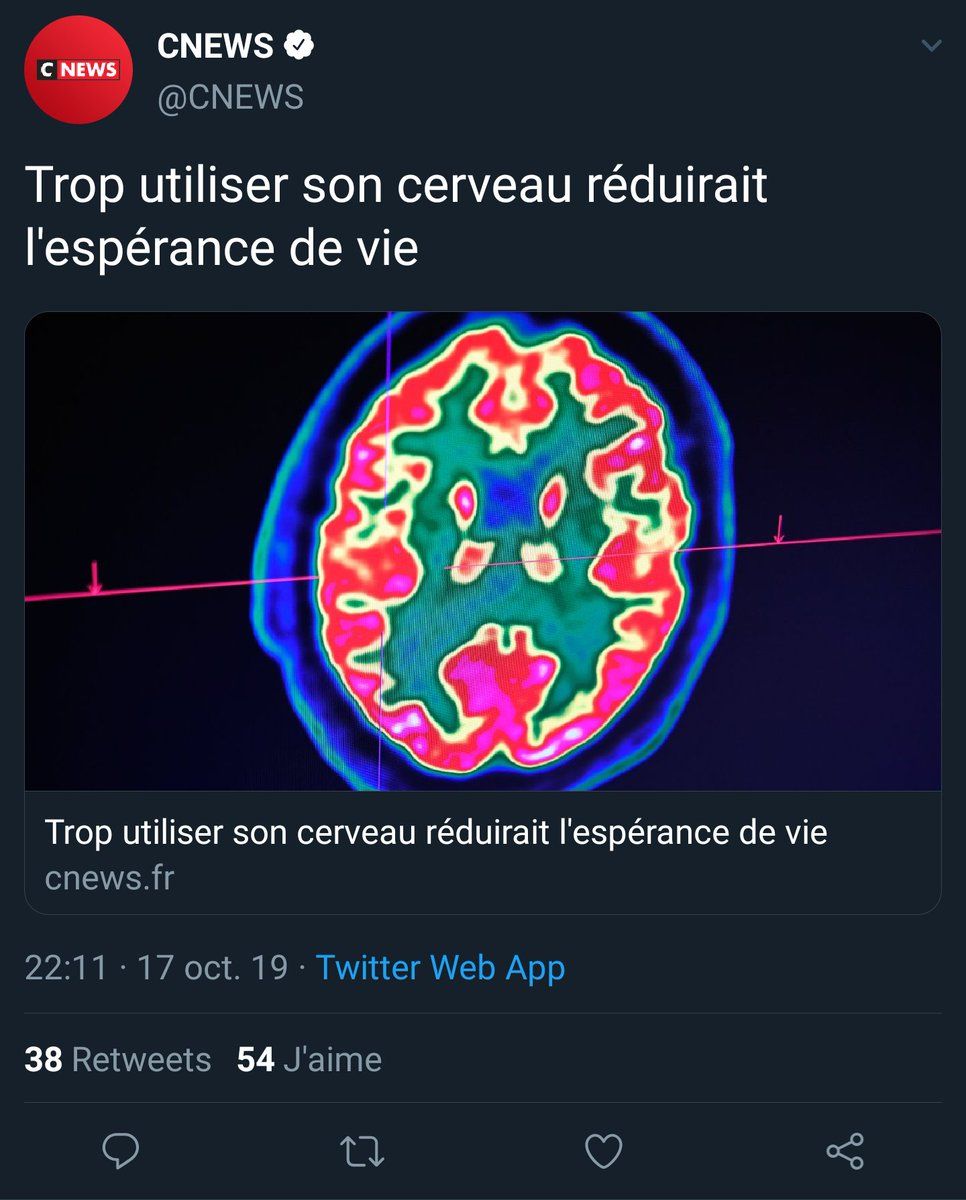 C NEWS
CNEWS
@CNEWS
Trop utiliser son cerveau réduirait
l'espérance de vie
Trop utiliser son cerveau réduirait l'espérance de vie
cnews.fr
22:11 · 17 oct. 19 · Twitter Web App
38 Retweets 54 J'aime